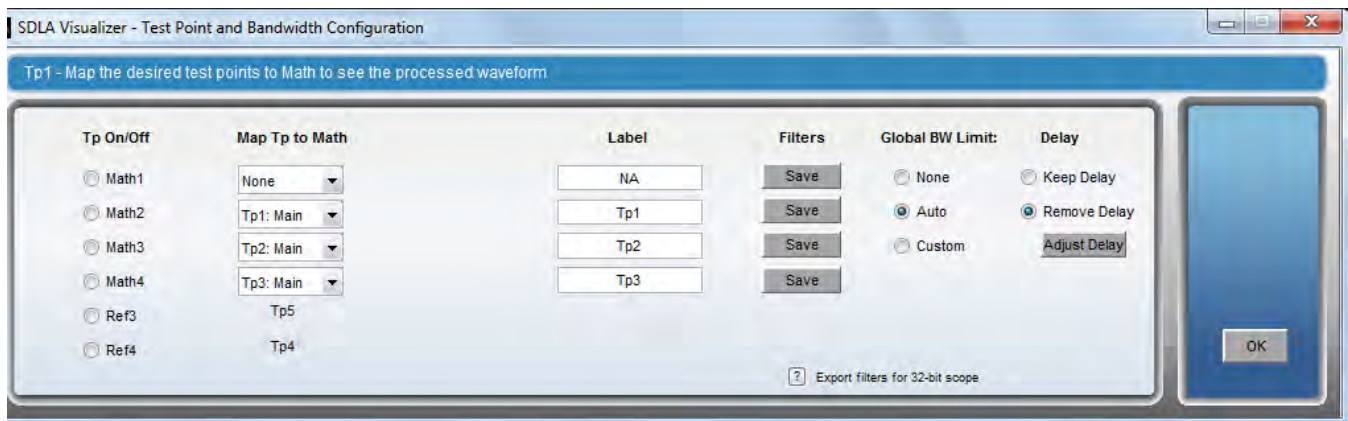 SDLA Visualizer - Test Point and Bandwidth Configuration
Tp1 - Map the desired test points to Math to see the processed waveform
Tp On/Off Map Tp to Math Label Filters Global BW Limit: Delay
Math1 None NA Save None Keep Delay
Math2 Tp1: Main Tp1 Save Auto Remove Delay
Math3 Tp2: Main Tp2 Save Custom Adjust Delay
Math4 Tp3: Main Tp3 Save
Ref3 Tp5
Ref4 Tp4
OK
? Export filters for 32-bit scope